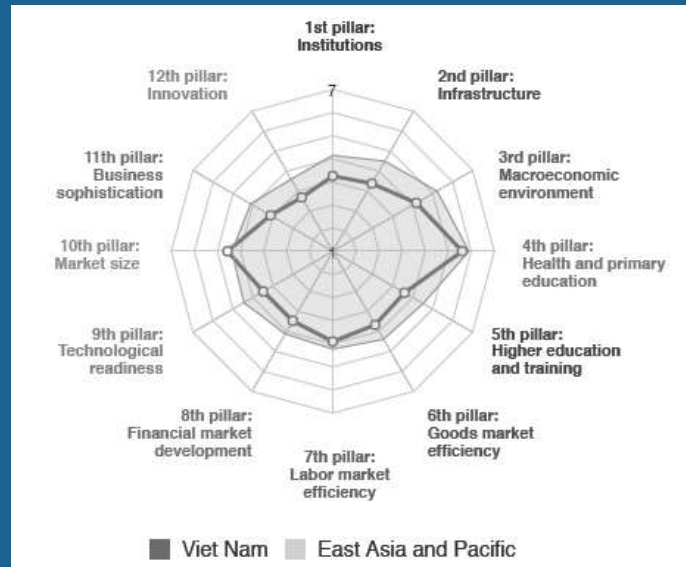 1st pillar:
Institutions
2nd pillar:
Infrastructure
3rd pillar:
Macroeconomic
environment
4th pillar:
Health and primary
education
5th pillar:
Higher education
and training
6th pillar:
Goods market
efficiency
7th pillar:
Labor market
efficiency
8th pillar:
Financial market
development
9th pillar:
Technological
readiness
10th pillar:
Market size
11th pillar:
Business
sophistication
12th pillar:
Innovation
7
Viet Nam East Asia and Pacific